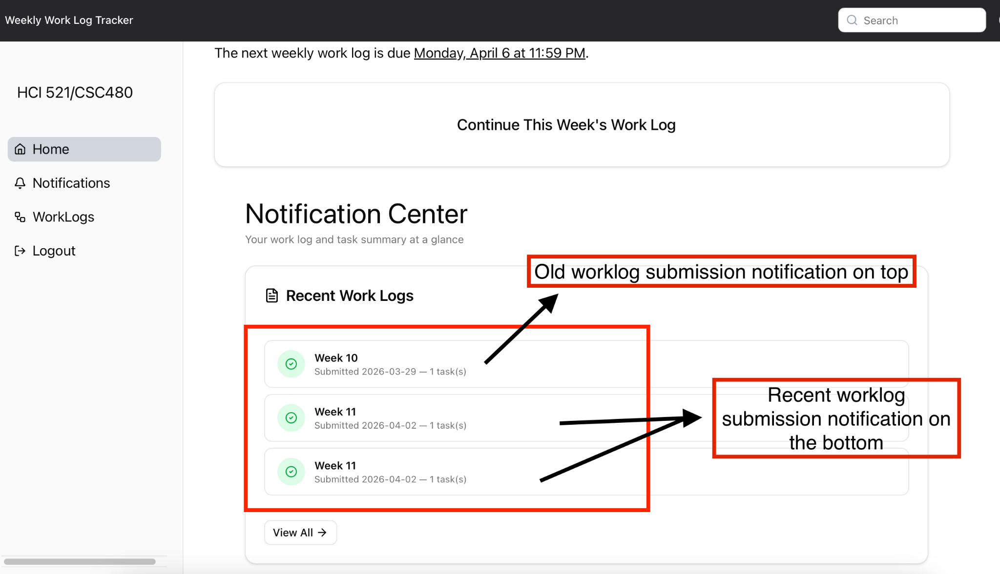 Weekly Work Log Tracker
Search
The next weekly work log is due Monday, April 6 at 11:59 PM.
HCI 521/CSC480
Continue This Week's Work Log
Home
Notifications
WorkLogs
Logout
Notification Center
Your work log and task summary at a glance
Old worklog submission notification on top
Recent Work Logs
Week 10
Submitted 2026-03-29 — 1 task(s)
Week 11
Submitted 2026-04-02 — 1 task(s)
Recent worklog
submission notification on
the bottom
Week 11
Submitted 2026-04-02 — 1 task(s)
View All →